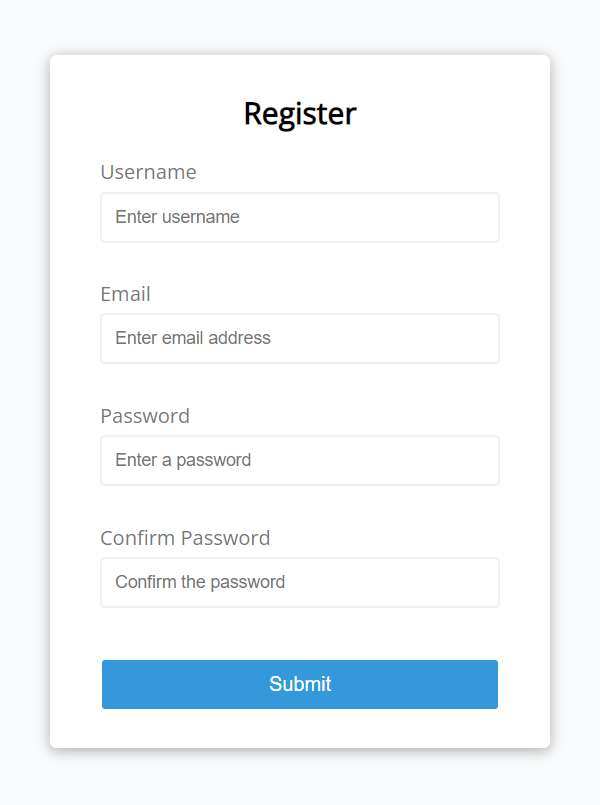 Register
Username
Enter username
Email
Enter email address
Password
Enter a password
Confirm Password
Confirm the password
Submit